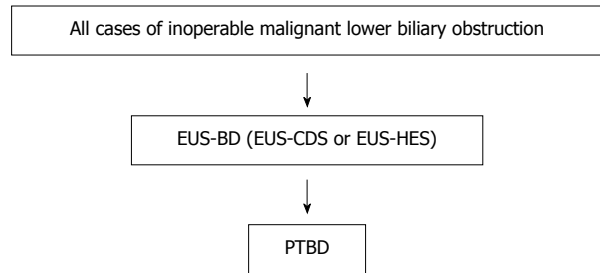 All cases of inoperable malignant lower biliary obstruction
EUS-BD (EUS-CDS or EUS-HES)
PTBD